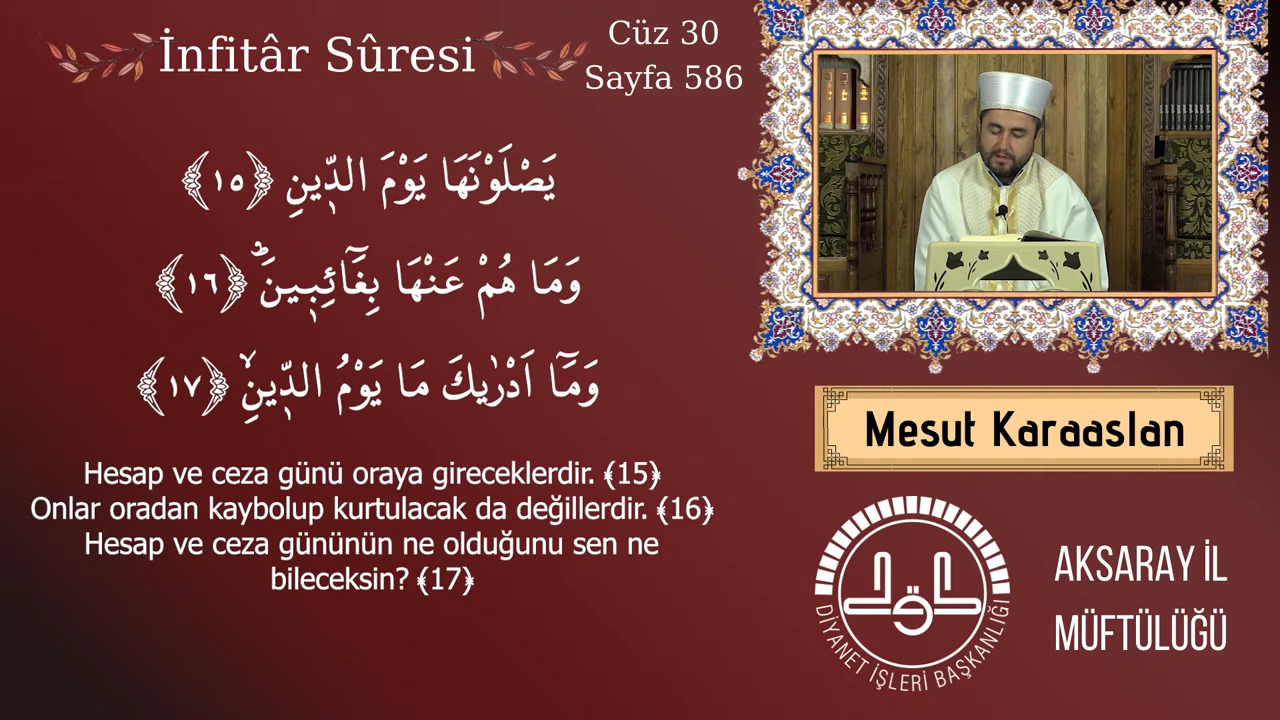 İnfitâr Sûresi
Cüz 30
Sayfa 586
يَصْلَوْنَهَا يَوْمَ الدّ۪ينِ ﴿١٥﴾
وَمَا هُمْ عَنْهَا بِغَٓائِب۪ينَۜ ﴿١٦﴾
وَمَٓا اَدْرٰيكَ مَا يَوْمُ الدّ۪ينِۙ ﴿١٧﴾
Hesap ve ceza günü oraya gireceklerdir. ﴾15﴿
Onlar oradan kaybolup kurtulacak da değillerdir. ﴾16﴿
Hesap ve ceza gününün ne olduğunu sen ne
bileceksin? ﴾17﴿
Mesut Karaaslan
DİYANET İŞLERİ BAŞKANLIĞI
AKSARAY İL
MÜFTÜLÜĞÜ